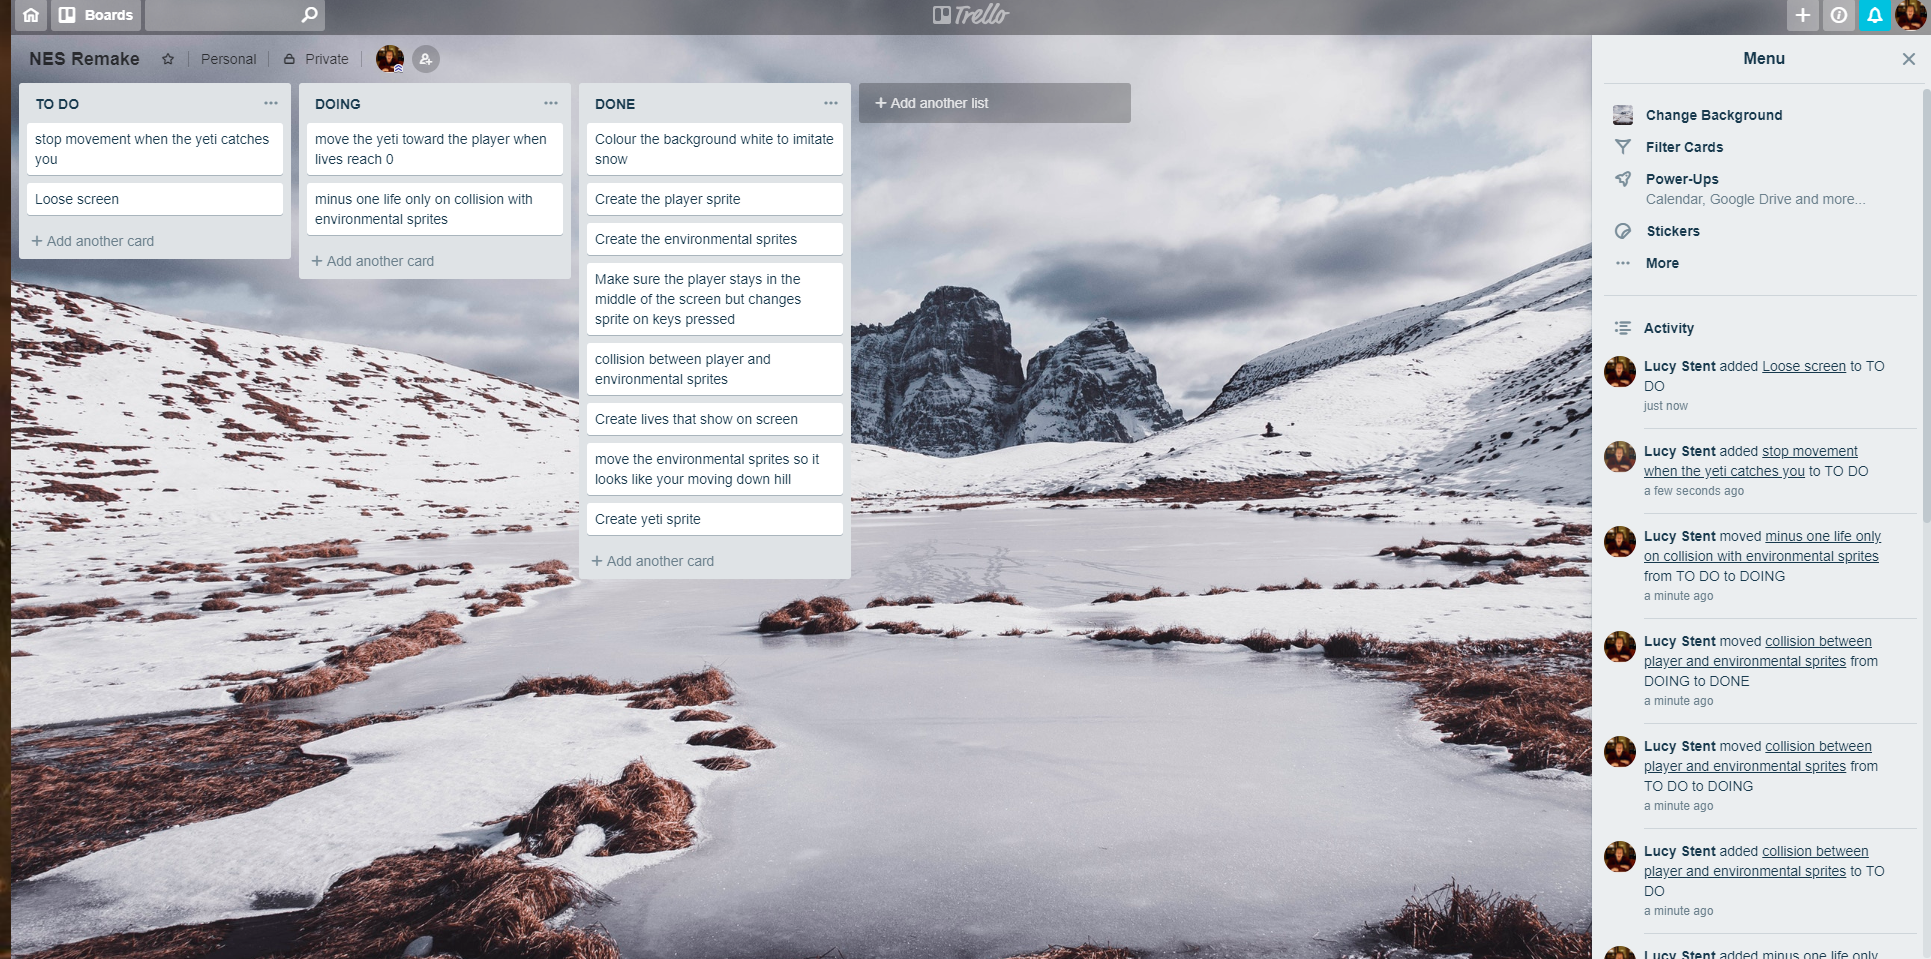 Boards
Trello
NES Remake
Personal
Private
TO DO
stop movement when the yeti catches
you
Loose screen
+ Add another card
DOING
move the yeti toward the player when
lives reach 0
minus one life only on collision with
environmental sprites
+ Add another card
DONE
Colour the background white to imitate
snow
Create the player sprite
Create the environmental sprites
Make sure the player stays in the
middle of the screen but changes
sprite on keys pressed
collision between player and
environmental sprites
Create lives that show on screen
move the environmental sprites so it
looks like your moving down hill
Create yeti sprite
+ Add another card
+ Add another list
Menu
Change Background
Filter Cards
Power-Ups
Calendar, Google Drive and more...
Stickers
More
Activity
Lucy Stent added Loose screen to TO
DO
just now
Lucy Stent added stop movement
when the yeti catches you to TO DO
a few seconds ago
Lucy Stent moved minus one life only
on collision with environmental sprites
from TO DO to DOING
a minute ago
Lucy Stent moved collision between
player and environmental sprites from
DOING to DONE
a minute ago
Lucy Stent moved collision between
player and environmental sprites from
TO DO to DOING
a minute ago
Lucy Stent added collision between
player and environmental sprites to TO
DO
a minute ago
Lucy Stent added minus one life only